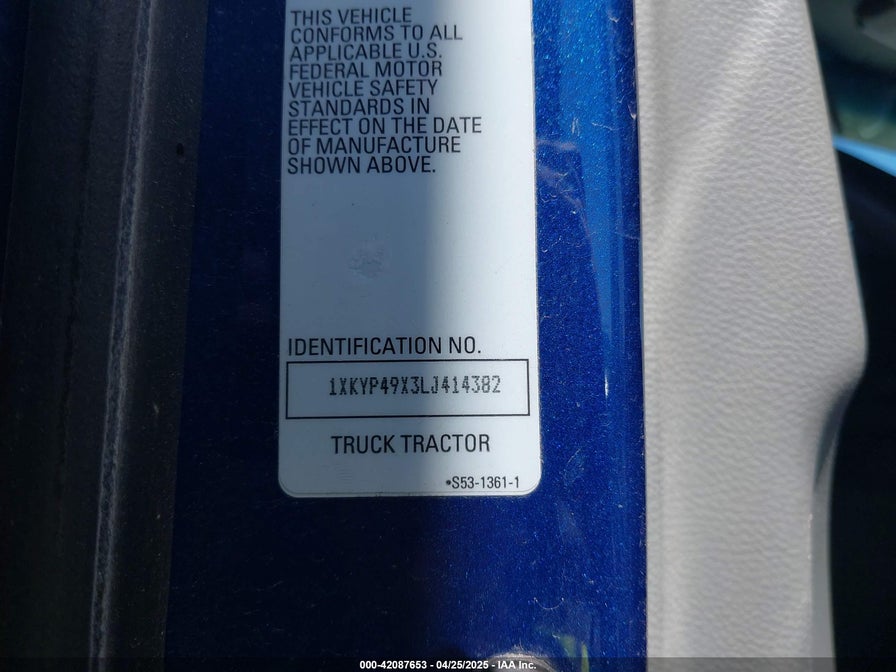 THIS VEHICLE
CONFORMS TO ALL
APPLICABLE U.S.
FEDERAL MOTOR
VEHICLE SAFETY
STANDARDS IN
EFFECT ON THE DATE
OF MANUFACTURE
SHOWN ABOVE.
IDENTIFICATION NO.
1XKYP49X3LJ414382
TRUCK TRACTOR
*S53-1361-1
000-42087653 - 04/25/2025 - IAA Inc.